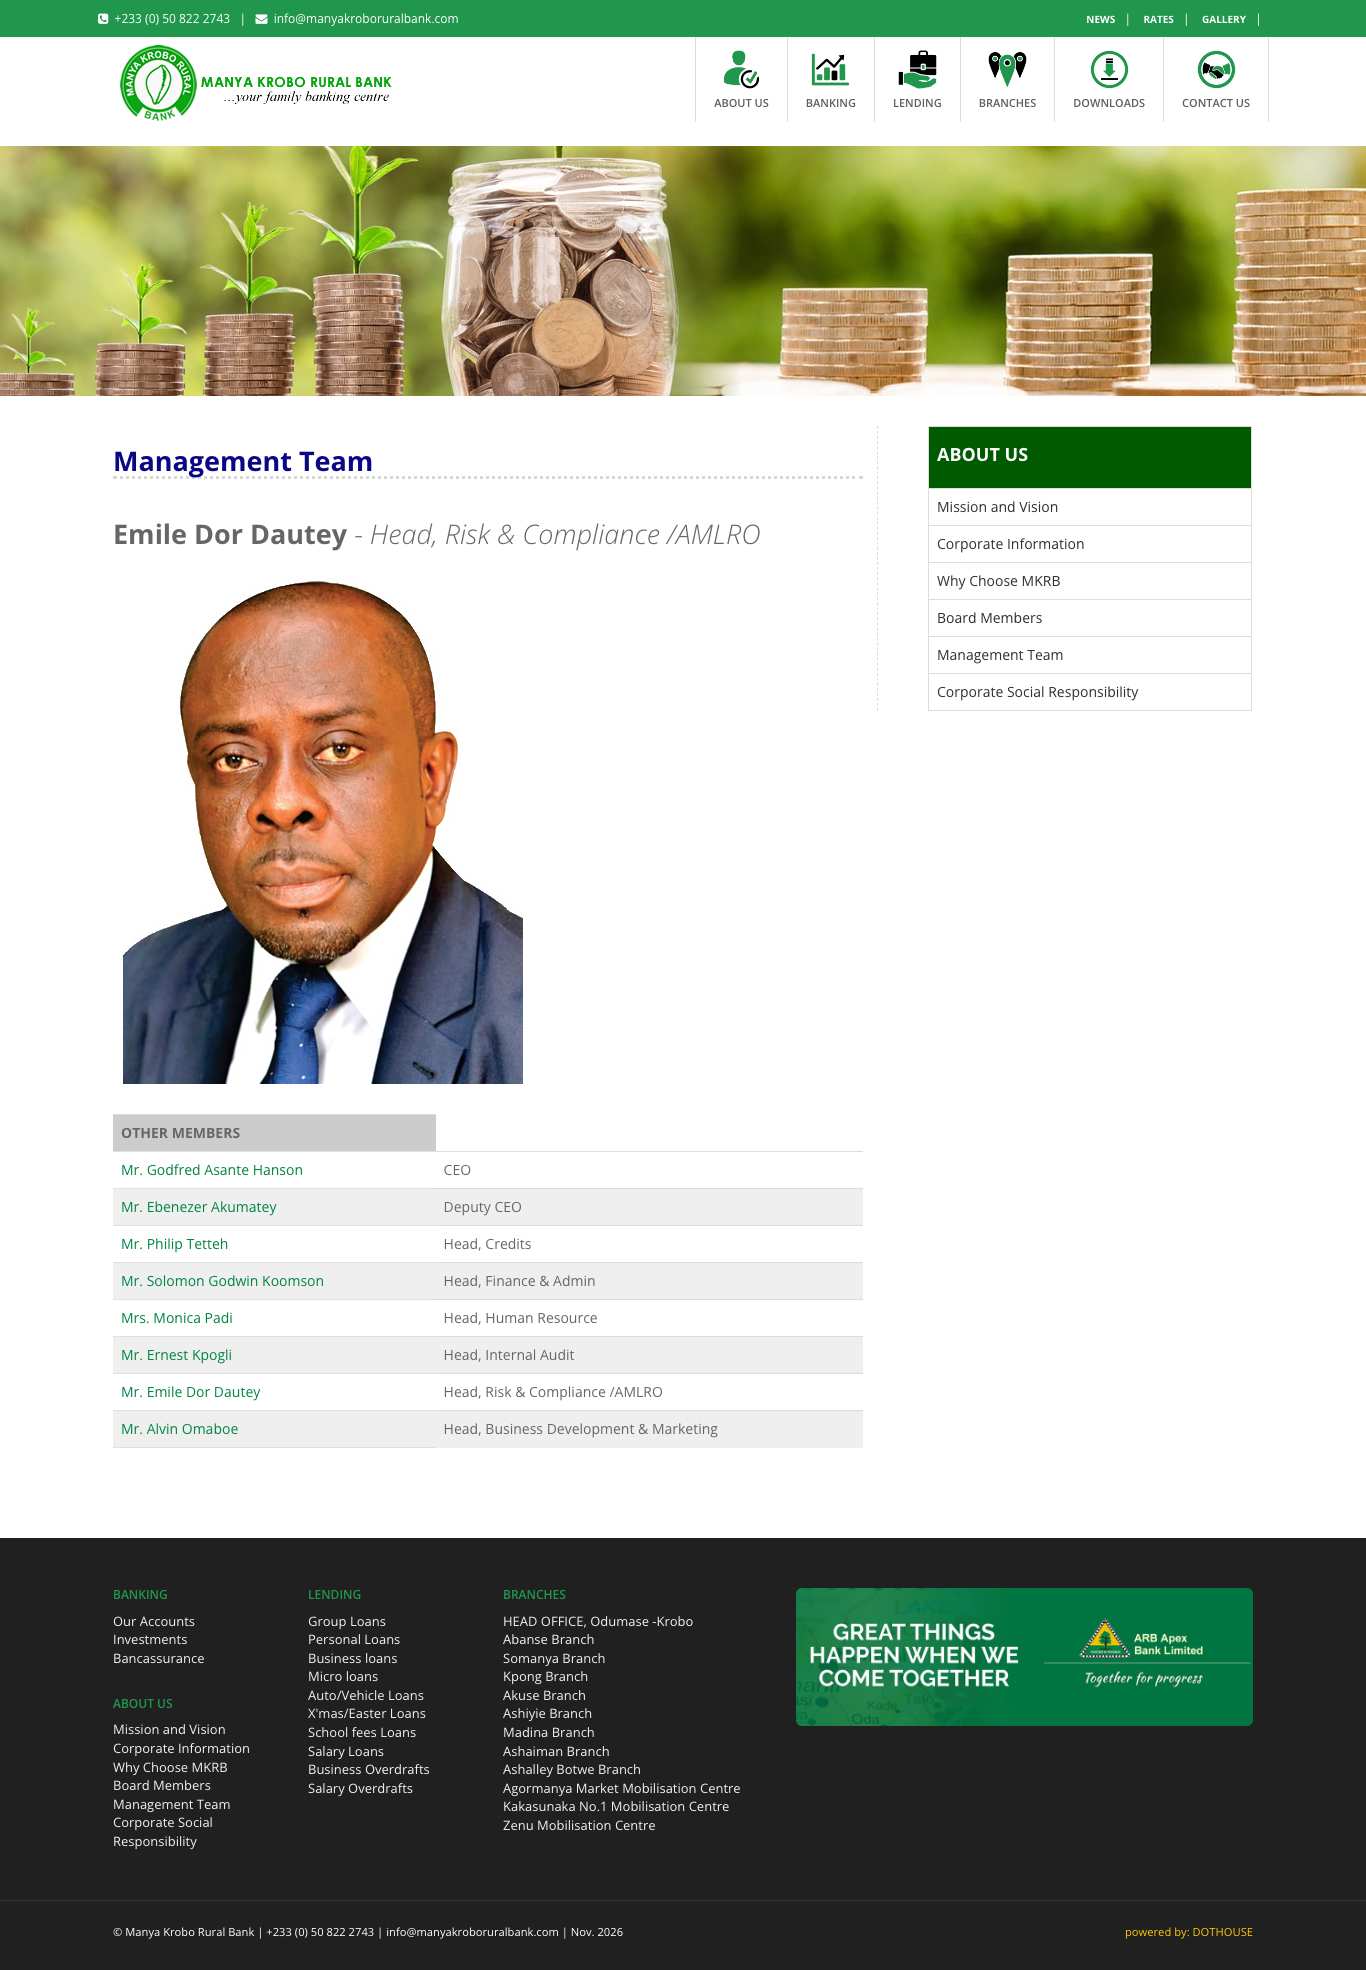 +233 (0) 50 822 2743 | info@manyakroboruralbank.com
NEWS | RATES | GALLERY |
MANYA KROBO RURAL BANK
MANYA KROBO RURAL BANK
...your family banking centre
ABOUT US
BANKING
LENDING
BRANCHES
DOWNLOADS
CONTACT US
Management Team
Emile Dor Dautey - Head, Risk & Compliance /AMLRO
ABOUT US
Mission and Vision
Corporate Information
Why Choose MKRB
Board Members
Management Team
Corporate Social Responsibility
OTHER MEMBERS
Mr. Godfred Asante Hanson CEO
Mr. Ebenezer Akumatey Deputy CEO
Mr. Philip Tetteh Head, Credits
Mr. Solomon Godwin Koomson Head, Finance & Admin
Mrs. Monica Padi Head, Human Resource
Mr. Ernest Kpogli Head, Internal Audit
Mr. Emile Dor Dautey Head, Risk & Compliance /AMLRO
Mr. Alvin Omaboe Head, Business Development & Marketing
BANKING
Our Accounts
Investments
Bancassurance
ABOUT US
Mission and Vision
Corporate Information
Why Choose MKRB
Board Members
Management Team
Corporate Social
Responsibility
LENDING
Group Loans
Personal Loans
Business loans
Micro loans
Auto/Vehicle Loans
X'mas/Easter Loans
School fees Loans
Salary Loans
Business Overdrafts
Salary Overdrafts
BRANCHES
HEAD OFFICE, Odumase -Krobo
Abanse Branch
Somanya Branch
Kpong Branch
Akuse Branch
Ashiyie Branch
Madina Branch
Ashaiman Branch
Ashalley Botwe Branch
Agormanya Market Mobilisation Centre
Kakasunaka No.1 Mobilisation Centre
Zenu Mobilisation Centre
GREAT THINGS
HAPPEN WHEN WE
COME TOGETHER
ARB Apex
Bank Limited
Together for progress
LAKE
Kade
Oda
© Manya Krobo Rural Bank | +233 (0) 50 822 2743 | info@manyakroboruralbank.com | Nov. 2026
powered by: DOTHOUSE